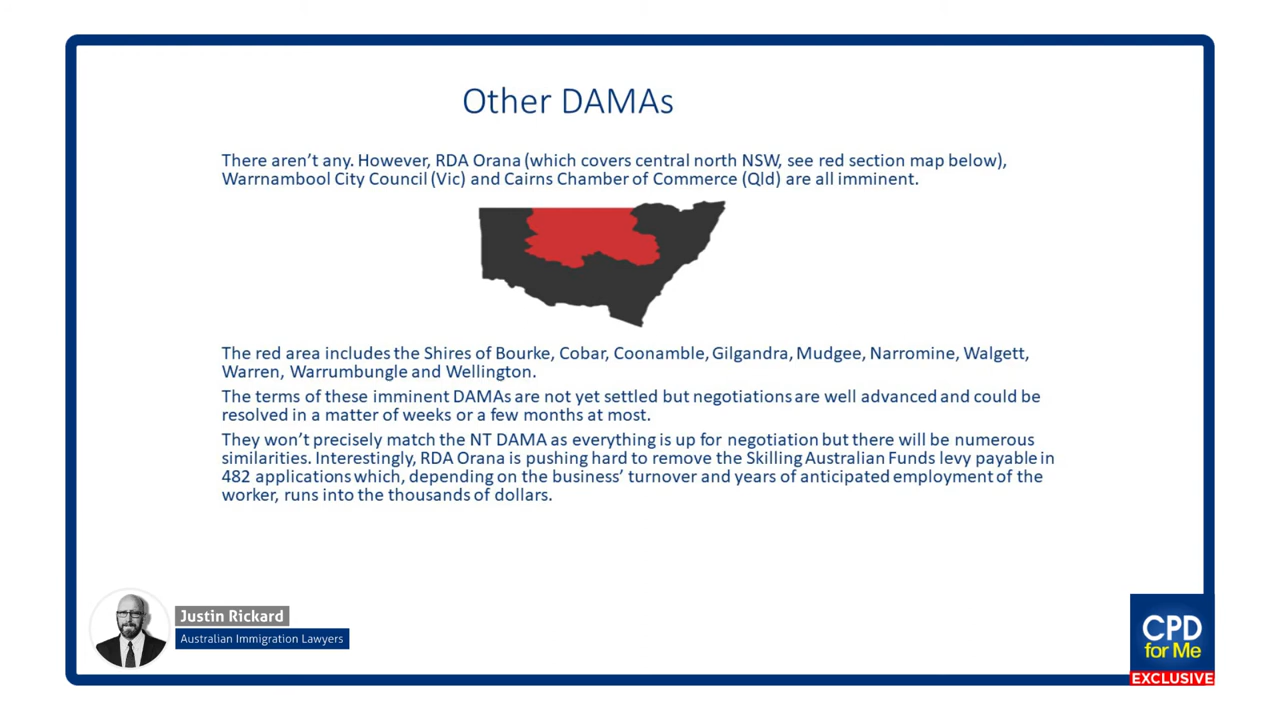 Other DAMAs
There aren’t any. However, RDA Orana (which covers central north NSW, see red section map below),
Warrnambool City Council (Vic) and Cairns Chamber of Commerce (Qld) are all imminent.
The red area includes the Shires of Bourke, Cobar, Coonamble, Gilgandra, Mudgee, Narromine, Walgett,
Warren, Warrumbungle and Wellington.
The terms of these imminent DAMAs are not yet settled but negotiations are well advanced and could be
resolved in a matter of weeks or a few months at most.
They won’t precisely match the NT DAMA as everything is up for negotiation but there will be numerous
similarities. Interestingly, RDA Orana is pushing hard to remove the Skilling Australian Funds levy payable in
482 applications which, depending on the business’ turnover and years of anticipated employment of the
worker, runs into the thousands of dollars.
Justin Rickard
Australian Immigration Lawyers
CPD
for Me
EXCLUSIVE